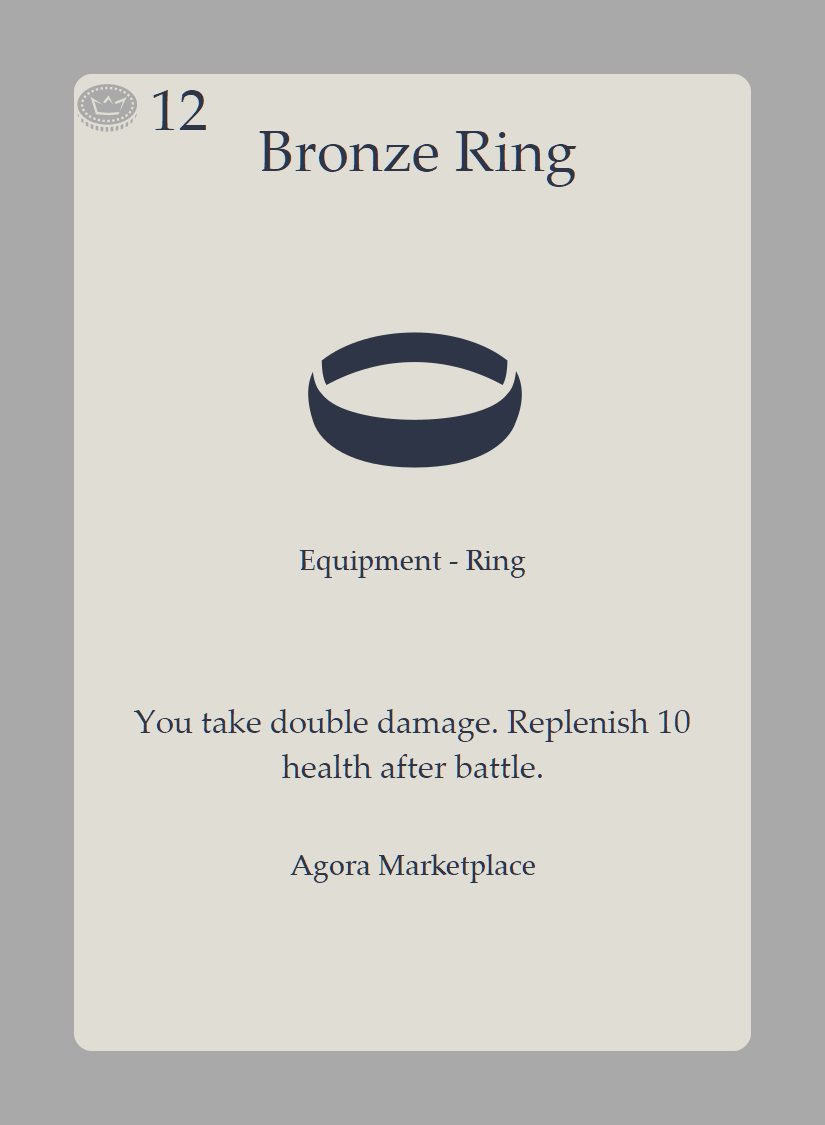 12
Bronze Ring
Equipment - Ring
You take double damage. Replenish 10
health after battle.
Agora Marketplace